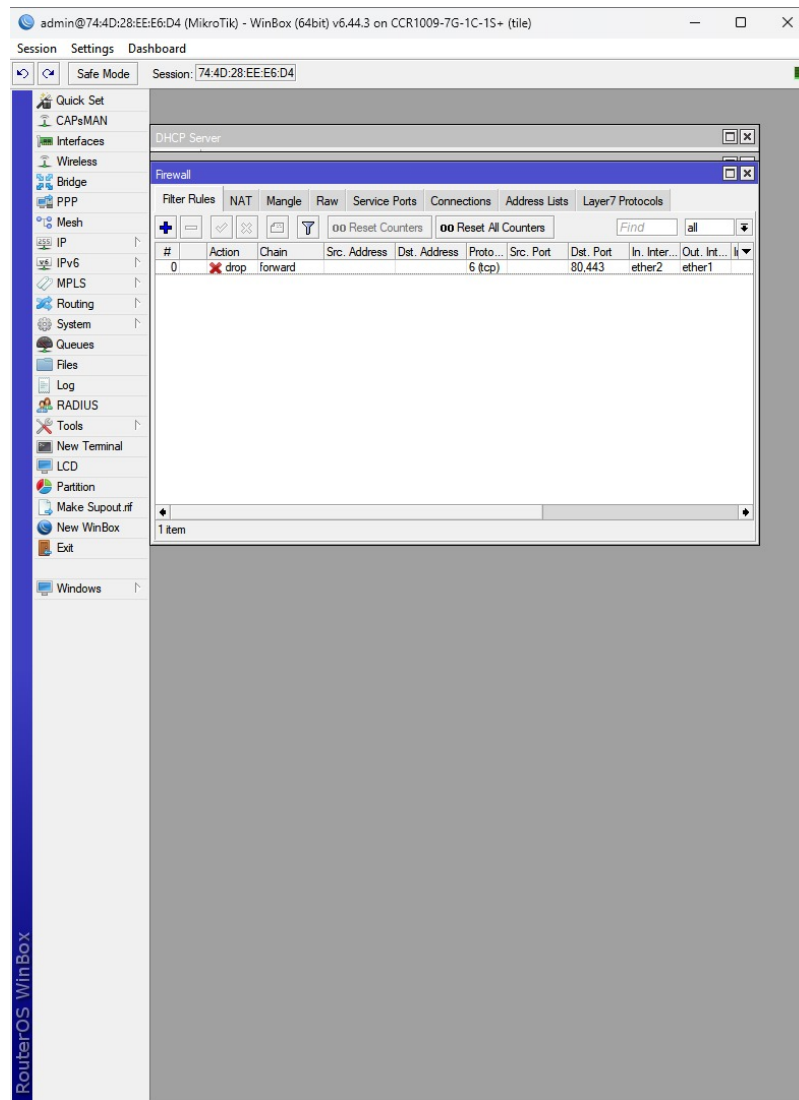 admin@74:4D:28:EE:E6:D4 (MikroTik) - WinBox (64bit) v6.44.3 on CCR1009-7G-1C-1S+ (tile)
Session Settings Dashboard
Safe Mode Session: 74:4D:28:EE:E6:D4
Quick Set
CAPsMAN
Interfaces
Wireless
Bridge
PPP
Mesh
IP
IPv6
MPLS
Routing
System
Queues
Files
Log
RADIUS
Tools
New Terminal
LCD
Partition
Make Supout.rif
New WinBox
Exit
Windows
RouterOS WinBox
DHCP Server
Firewall
Filter Rules NAT Mangle Raw Service Ports Connections Address Lists Layer7 Protocols
00 Reset Counters 00 Reset All Counters Find all
# Action Chain Src. Address Dst. Address Proto... Src. Port Dst. Port In. Inter... Out. Int...
0 drop forward 6 (tcp) 80,443 ether2 ether1
1 item